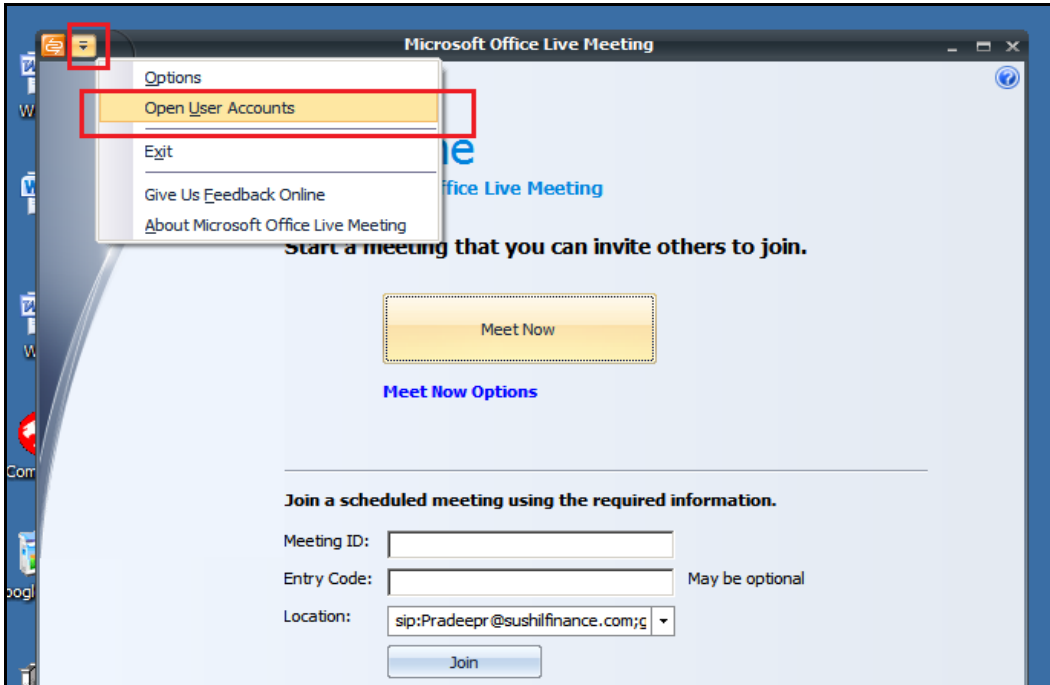 Microsoft Office Live Meeting
Options
Open User Accounts
Exit
Give Us Feedback Online
About Microsoft Office Live Meeting
ffice Live Meeting
Start a meeting that you can invite others to join.
Meet Now
Meet Now Options
Join a scheduled meeting using the required information.
Meeting ID:
Entry Code:
May be optional
Location:
sip:Pradeepr@sushilfinance.com;g
Join